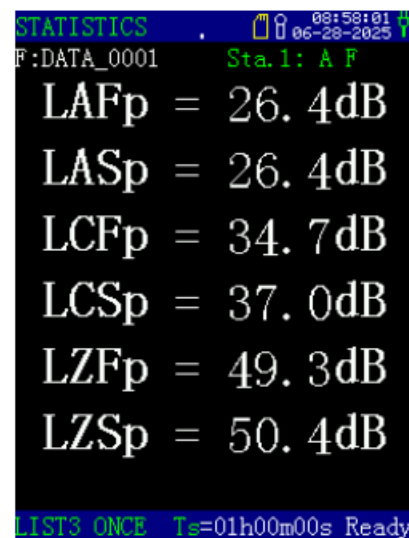 STATISTICS . 08:58:01
06-28-2025
F:DATA_0001 Sta.1: A F
LAFp = 26.4dB
LASp = 26.4dB
LCFp = 34.7dB
LCSp = 37.0dB
LZFp = 49.3dB
LZSp = 50.4dB
LIST3 ONCE Ts=01h00m00s Ready